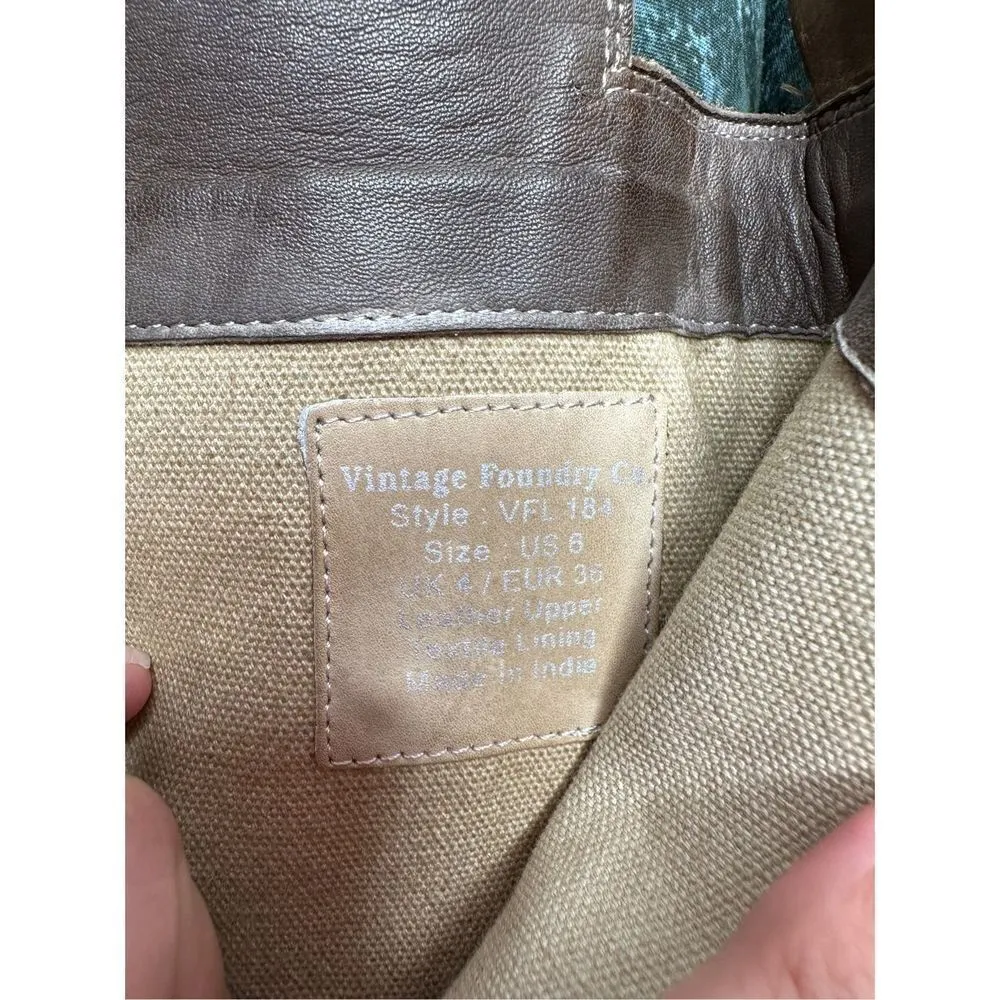 Vintage Foundry Co
Style : VFL 184
Size : US 6
UK 4 / EUR 36
Leather Upper
Textile Lining
Made in India